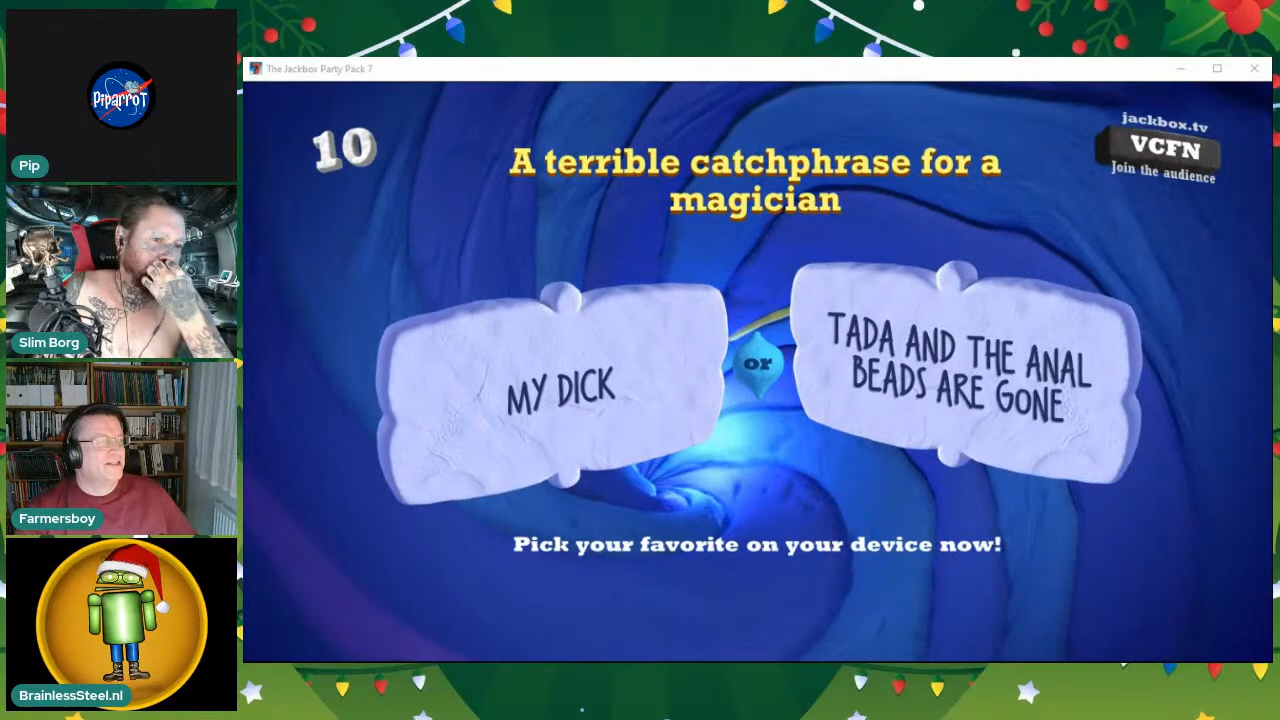 PiparroT
Pip
Slim Borg
Farmersboy
BrainlessSteel.nl
The Jackbox Party Pack 7
10
A terrible catchphrase for a
magician
jackbox.tv
VCFN
Join the audience
MY DICK
or
TADA AND THE ANAL
BEADS ARE GONE
Pick your favorite on your device now!